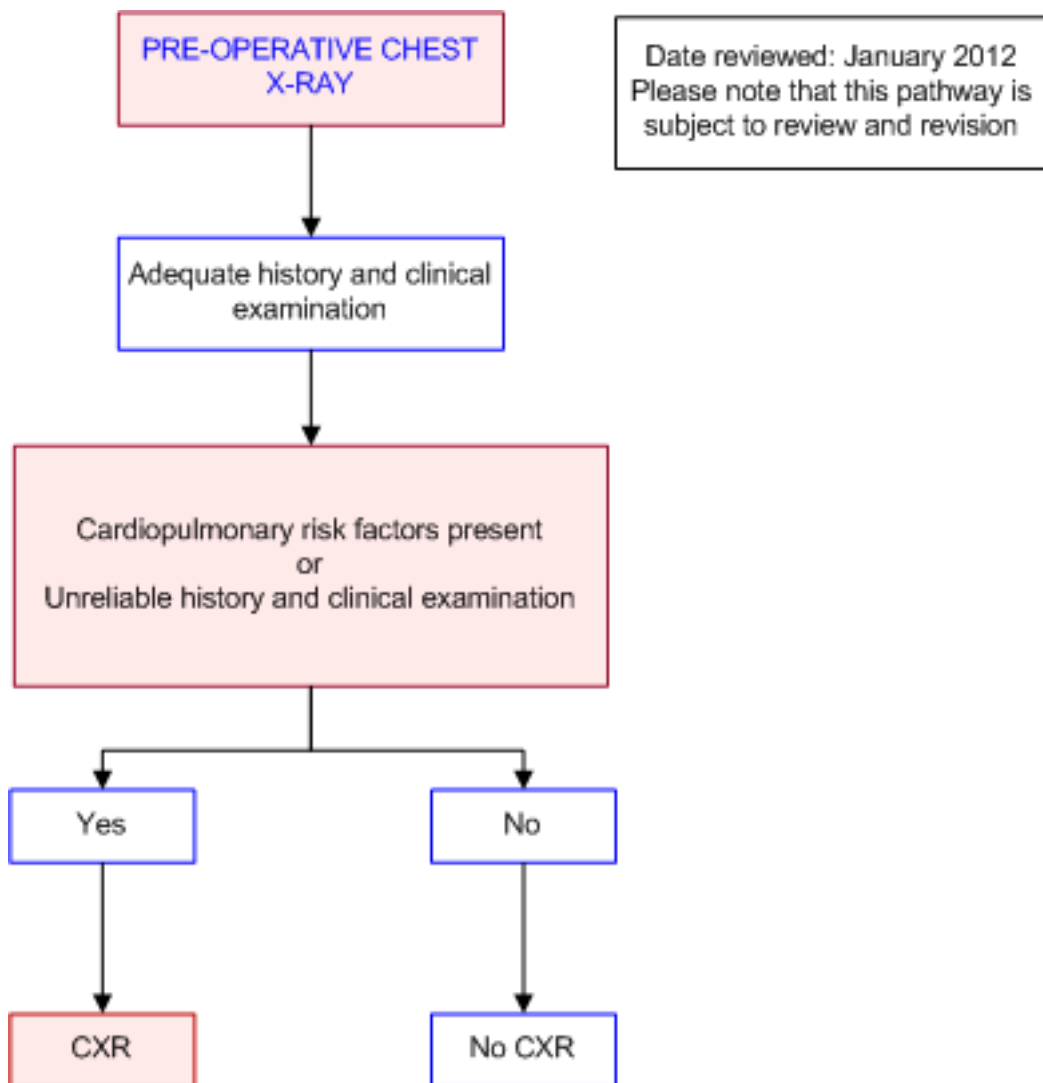 PRE-OPERATIVE CHEST
X-RAY
Date reviewed: January 2012
Please note that this pathway is
subject to review and revision
Adequate history and clinical
examination
Cardiopulmonary risk factors present
or
Unreliable history and clinical examination
Yes
No
CXR
No CXR